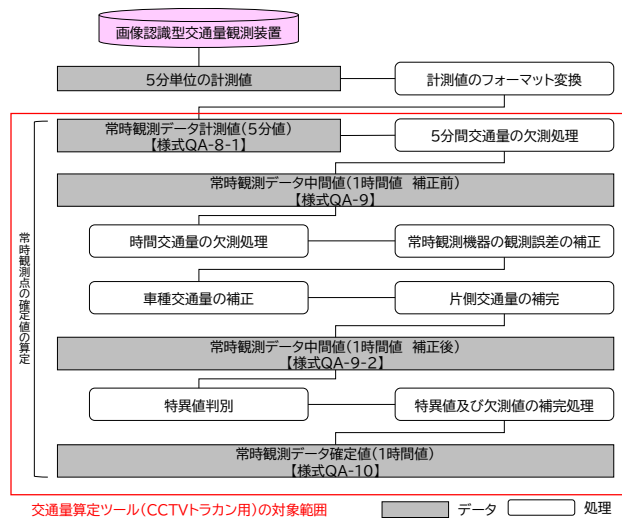 画像認識型交通量観測装置
5分単位の計測値
計測値のフォーマット変換
常時観測データ計測値(5分値)
【様式QA-8-1】
5分間交通量の欠測処理
常時観測データ中間値(1時間値　補正前)
【様式QA-9】
時間交通量の欠測処理
常時観測機器の観測誤差の補正
車種交通量の補正
片側交通量の補完
常時観測データ中間値(1時間値　補正後)
【様式QA-9-2】
特異値判別
特異値及び欠測値の補完処理
常時観測データ確定値(1時間値)
【様式QA-10】
常時観測点の確定値の算定
交通量算定ツール(CCTVトラカン用)の対象範囲
データ
処理